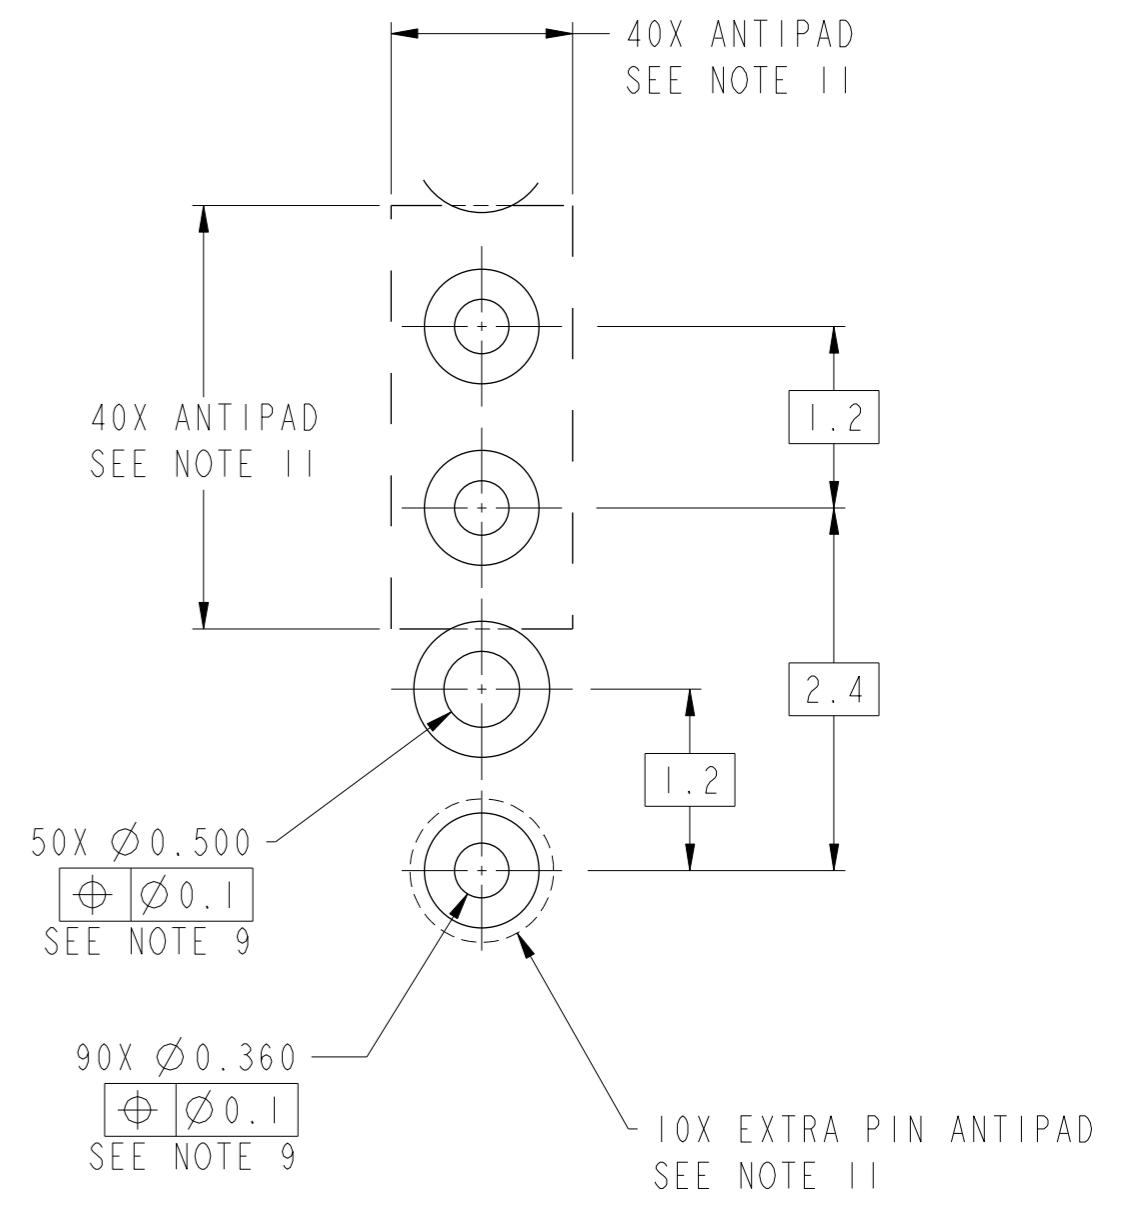 40X ANTIPAD
SEE NOTE 11
40X ANTIPAD
SEE NOTE 11
1.2
2.4
1.2
50X Ø0.500
⌖ Ø0.1
SEE NOTE 9
90X Ø0.360
⌖ Ø0.1
SEE NOTE 9
10X EXTRA PIN ANTIPAD
SEE NOTE 11